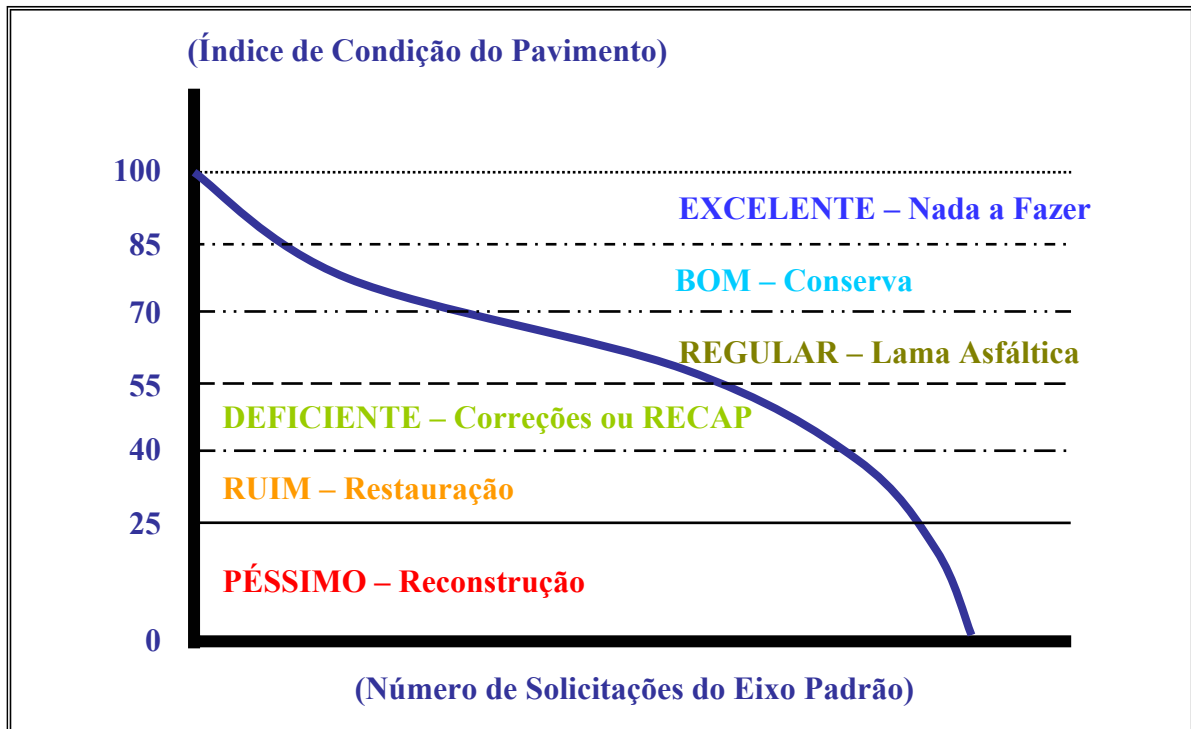 (Índice de Condição do Pavimento)
100
EXCELENTE – Nada a Fazer
85
BOM – Conserva
70
REGULAR – Lama Asfáltica
55
DEFICIENTE – Correções ou RECAP
40
RUIM – Restauração
25
PÉSSIMO – Reconstrução
0
(Número de Solicitações do Eixo Padrão)